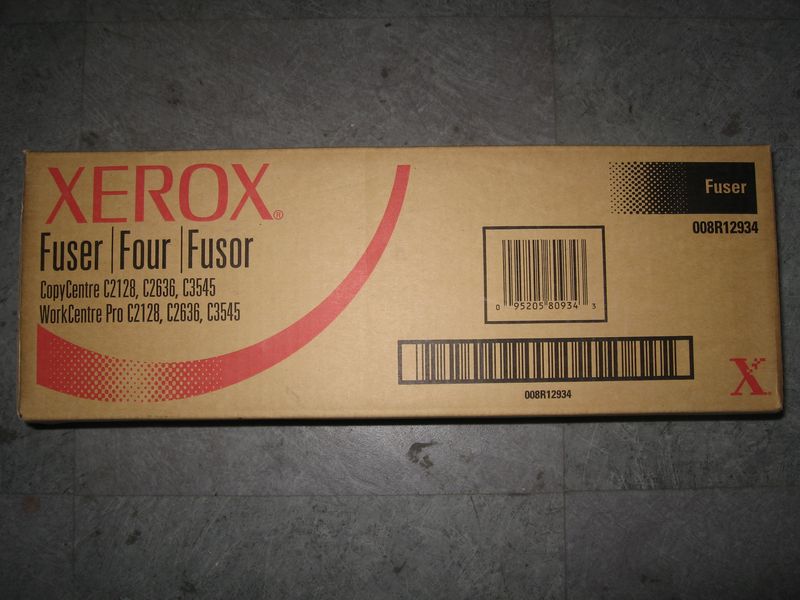 XEROX®
Fuser | Four | Fusor
CopyCentre C2128, C2636, C3545
WorkCentre Pro C2128, C2636, C3545
Fuser
008R12934
0 95205 80934 3
008R12934
X